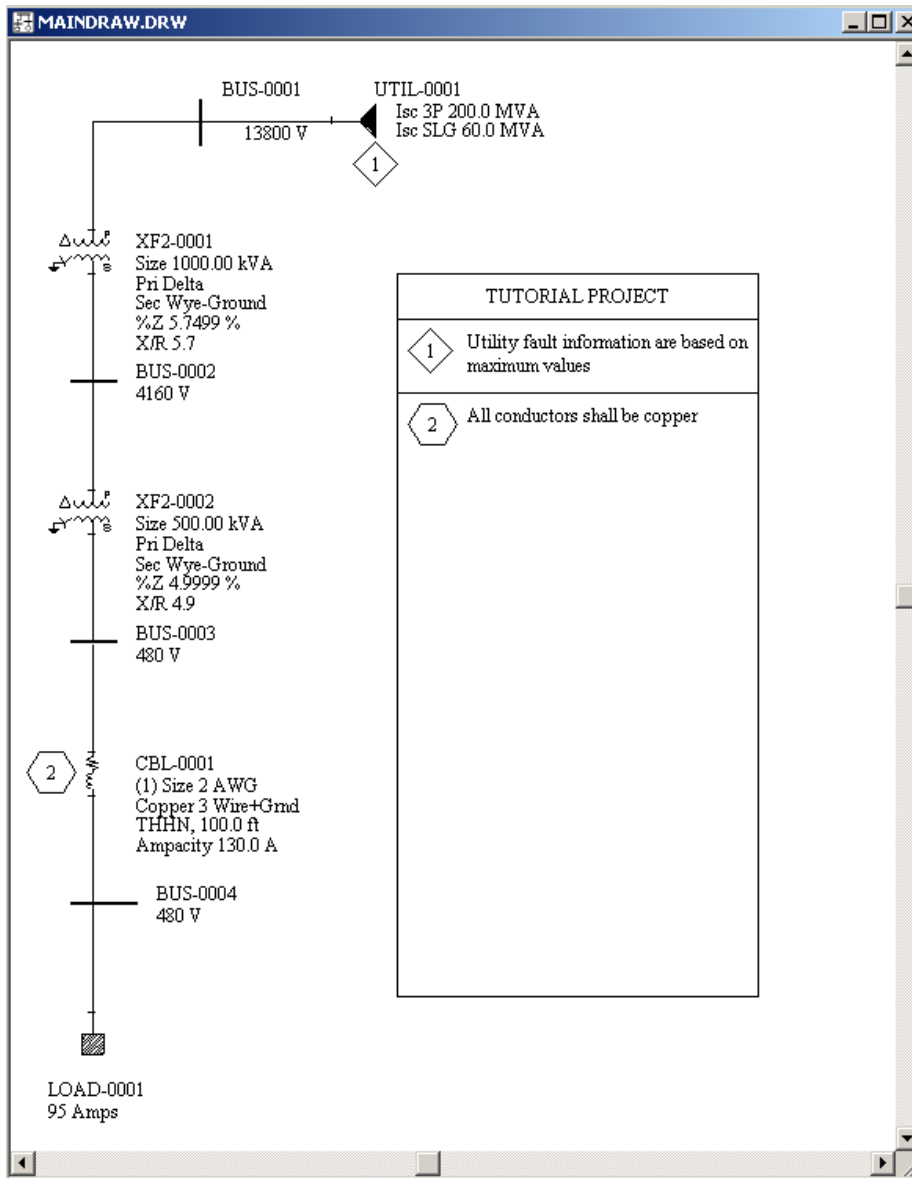 MAINDRAW.DRW
BUS-0001
13800 V
UTIL-0001
Isc 3P 200.0 MVA
Isc SLG 60.0 MVA
1
P
S
XF2-0001
Size 1000.00 kVA
Pri Delta
Sec Wye-Ground
%Z 5.7499 %
X/R 5.7
BUS-0002
4160 V
P
S
XF2-0002
Size 500.00 kVA
Pri Delta
Sec Wye-Ground
%Z 4.9999 %
X/R 4.9
BUS-0003
480 V
2
CBL-0001
(1) Size 2 AWG
Copper 3 Wire+Grnd
THHN, 100.0 ft
Ampacity 130.0 A
BUS-0004
480 V
LOAD-0001
95 Amps
TUTORIAL PROJECT
1
Utility fault information are based on
maximum values
2
All conductors shall be copper